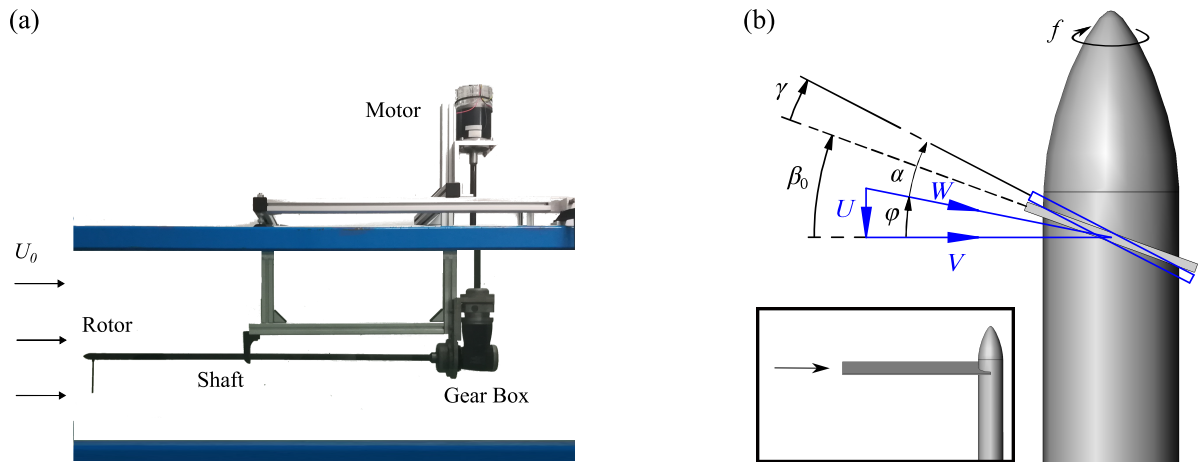 (a)
Motor
U₀
Rotor
Shaft
Gear Box
(b)
f
γ
β₀
α
W
U
φ
V